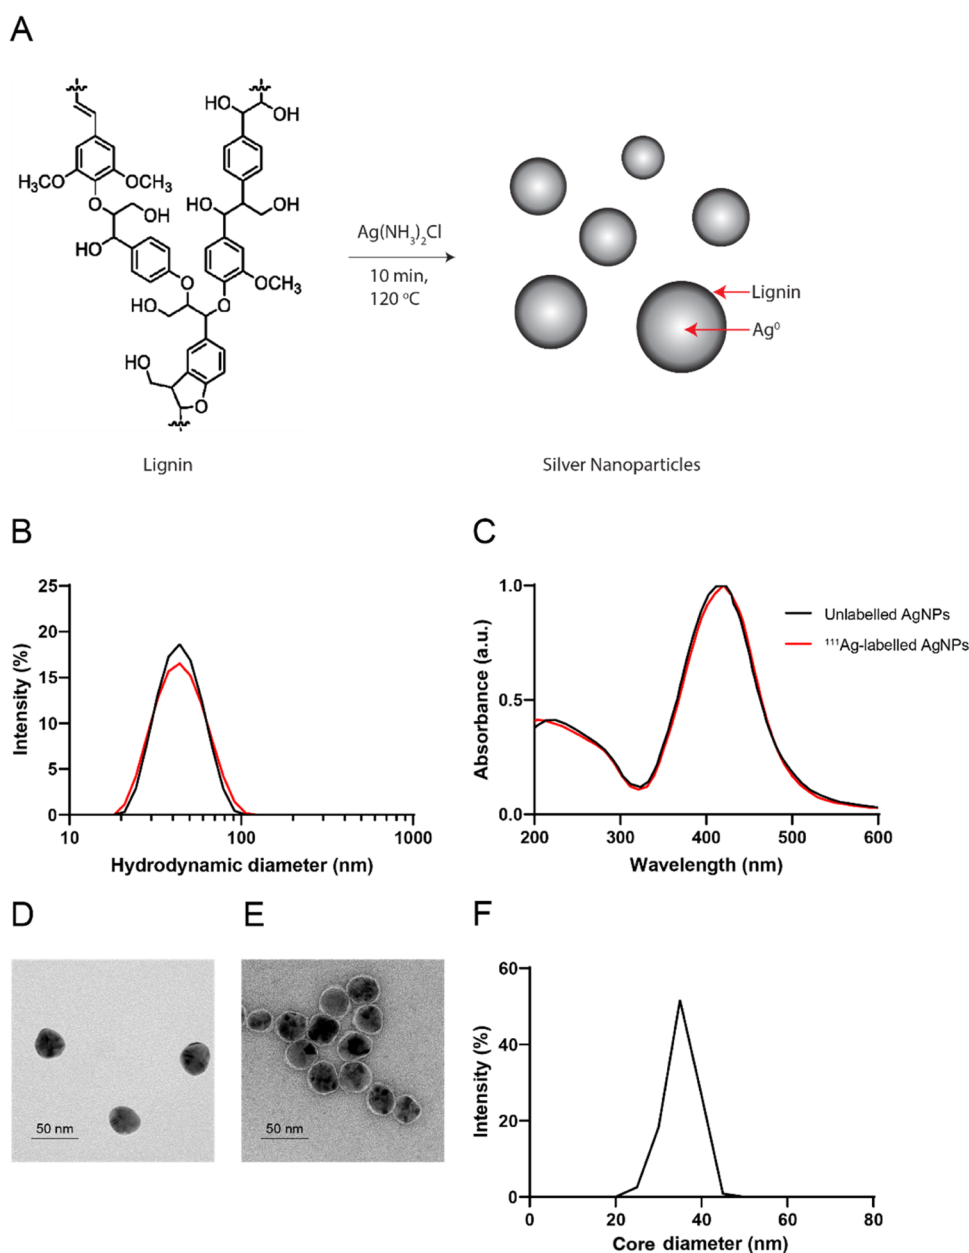 A
HO
OH
H₃CO
OCH₃
O
HO
OH
HO
HO
OH
O
OCH₃
HO
O
HO
O
Ag(NH₃)₂Cl
10 min,
120 °C
Lignin
Ag⁰
Lignin
Silver Nanoparticles
B
25
20
15
10
5
0
Intensity (%)
10
100
1000
Hydrodynamic diameter (nm)
C
1.0
0.5
0.0
Absorbance (a.u.)
200
300
400
500
600
Wavelength (nm)
Unlabelled AgNPs
¹¹¹Ag-labelled AgNPs
D
50 nm
E
50 nm
F
60
40
20
0
Intensity (%)
0
20
40
60
80
Core diameter (nm)